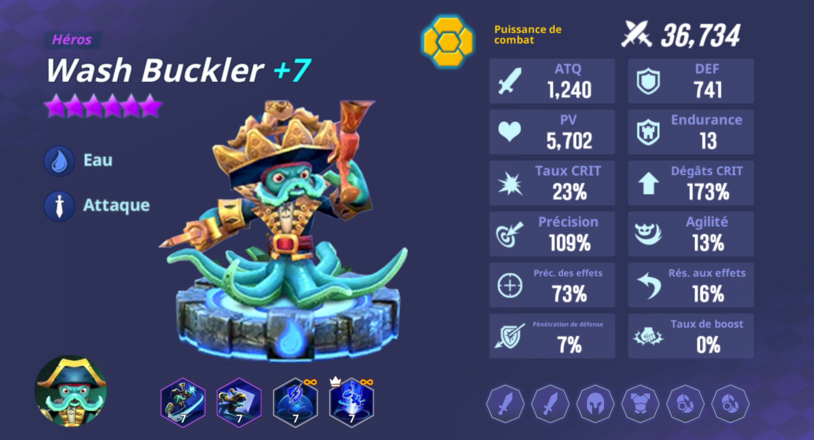 Héros
Wash Buckler +7
Eau
Attaque
7
7
7
7
Puissance de
combat
36,734
ATQ
1,240
DEF
741
PV
5,702
Endurance
13
Taux CRIT
23%
Dégâts CRIT
173%
Précision
109%
Agilité
13%
Préc. des effets
73%
Rés. aux effets
16%
Pénétration de défense
7%
Taux de boost
0%